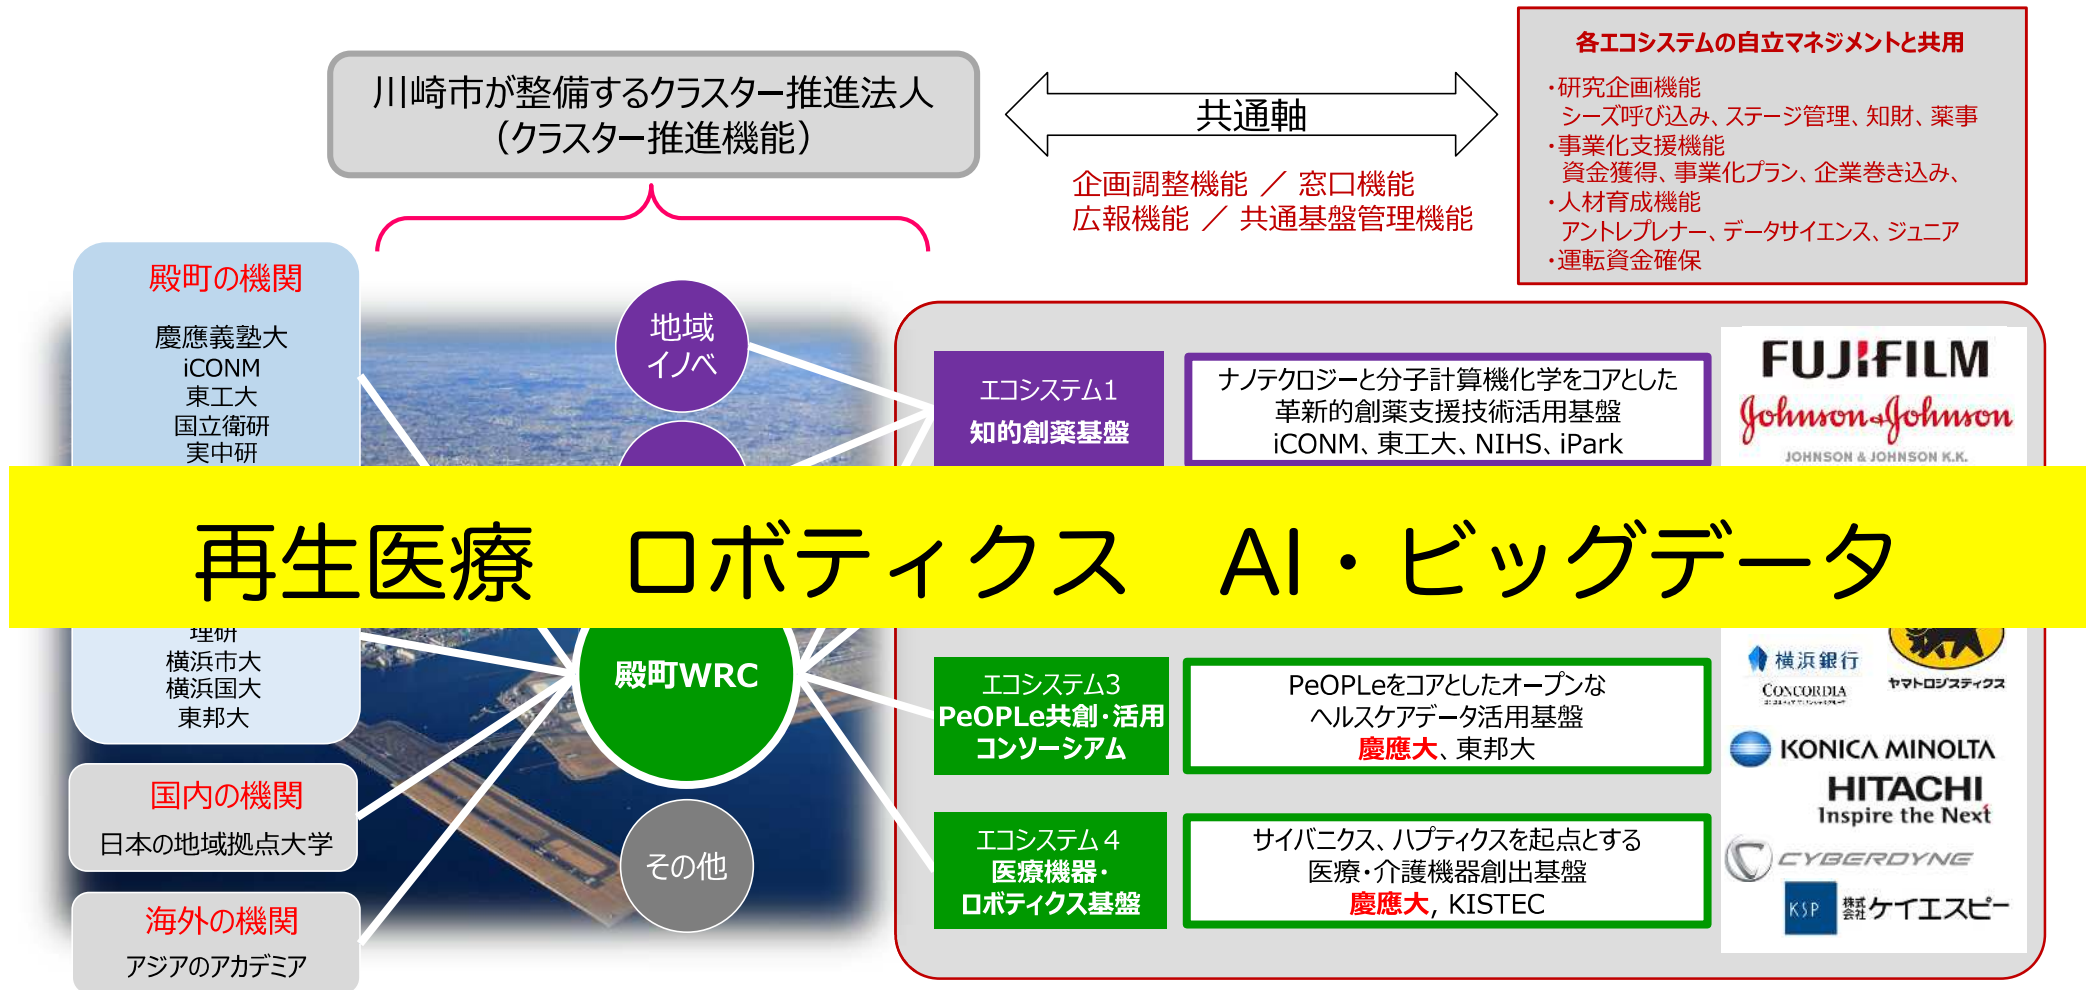 川崎市が整備するクラスター推進法人
（クラスター推進機能）
共通軸
企画調整機能 ／ 窓口機能
広報機能 ／ 共通基盤管理機能
各エコシステムの自立マネジメントと共用
・研究企画機能
シーズ呼び込み、ステージ管理、知財、薬事
・事業化支援機能
資金獲得、事業化プラン、企業巻き込み、
・人材育成機能
アントレプレナー、データサイエンス、ジュニア
・運転資金確保
殿町の機関
慶應義塾大
iCONM
東工大
国立衛研
実中研
地域
イノベ
エコシステム1
知的創薬基盤
ナノテクロジーと分子計算機化学をコアとした
革新的創薬支援技術活用基盤
iCONM、東工大、NIHS、iPark
FUJIFILM
Johnson&Johnson
JOHNSON & JOHNSON K.K.
再生医療　ロボティクス　AI・ビッグデータ
理研
横浜市大
横浜国大
東邦大
殿町WRC
エコシステム3
PeOPLe共創・活用
コンソーシアム
PeOPLeをコアとしたオープンな
ヘルスケアデータ活用基盤
慶應大、東邦大
横浜銀行
CONCORDIA
ヤマトロジスティクス
KONICA MINOLTA
HITACHI
Inspire the Next
国内の機関
日本の地域拠点大学
その他
エコシステム４
医療機器・
ロボティクス基盤
サイバニクス、ハプティクスを起点とする
医療・介護機器創出基盤
慶應大, KISTEC
CYBERDYNE
KSP
株式会社ケイエスピー
海外の機関
アジアのアカデミア